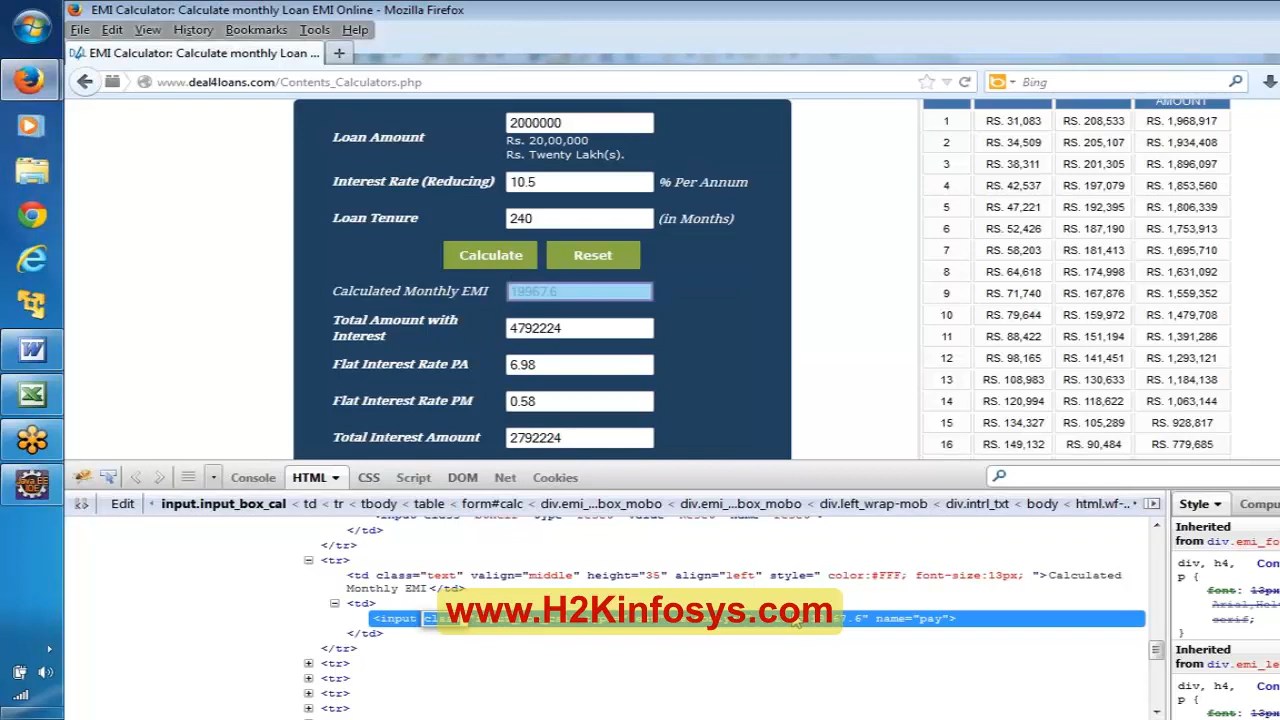 EMI Calculator: Calculate monthly Loan EMI Online - Mozilla Firefox
File Edit View History Bookmarks Tools Help
EMI Calculator: Calculate monthly Loan ... +
www.deal4loans.com/Contents_Calculators.php
Bing
Loan Amount
2000000
Rs. 20,00,000
Rs. Twenty Lakh(s).
Interest Rate (Reducing) 10.5 % Per Annum
Loan Tenure 240 (in Months)
Calculate Reset
Calculated Monthly EMI 19967.6
Total Amount with
Interest
4792224
Flat Interest Rate PA 6.98
Flat Interest Rate PM 0.58
Total Interest Amount 2792224
AMOUNT
1 RS. 31,083 RS. 208,533 RS. 1,968,917
2 RS. 34,509 RS. 205,107 RS. 1,934,408
3 RS. 38,311 RS. 201,305 RS. 1,896,097
4 RS. 42,537 RS. 197,079 RS. 1,853,560
5 RS. 47,221 RS. 192,395 RS. 1,806,339
6 RS. 52,426 RS. 187,190 RS. 1,753,913
7 RS. 58,203 RS. 181,413 RS. 1,695,710
8 RS. 64,618 RS. 174,998 RS. 1,631,092
9 RS. 71,740 RS. 167,876 RS. 1,559,352
10 RS. 79,644 RS. 159,972 RS. 1,479,708
11 RS. 88,422 RS. 151,194 RS. 1,391,286
12 RS. 98,165 RS. 141,451 RS. 1,293,121
13 RS. 108,983 RS. 130,633 RS. 1,184,138
14 RS. 120,994 RS. 118,622 RS. 1,063,144
15 RS. 134,327 RS. 105,289 RS. 928,817
16 RS. 149,132 RS. 90,484 RS. 779,685
Console HTML CSS Script DOM Net Cookies
Edit input.input_box_cal < td < tr < tbody < table < form#calc < div.emi_...box_mobo < div.emi_...box_mobo < div.left_wrap-mob < div.intrl_txt < body < html.wf-...
Style Compu
</td>
</tr>
<tr>
<td class="text" valign="middle" height="35" align="left" style=" color:#FFF; font-size:13px; ">Calculated
Monthly EMI</td>
<td>
<input 67.6" name="pay">
www.H2Kinfosys.com
</td>
</tr>
<tr>
<tr>
<tr>
<tr>
Inherited
from div.emi_fo
div, h4, Con
p {
font: 13px
Arial,Hel
serif;
}
Inherited
from div.emi_le
div, h4, Con
p {
font: 13px